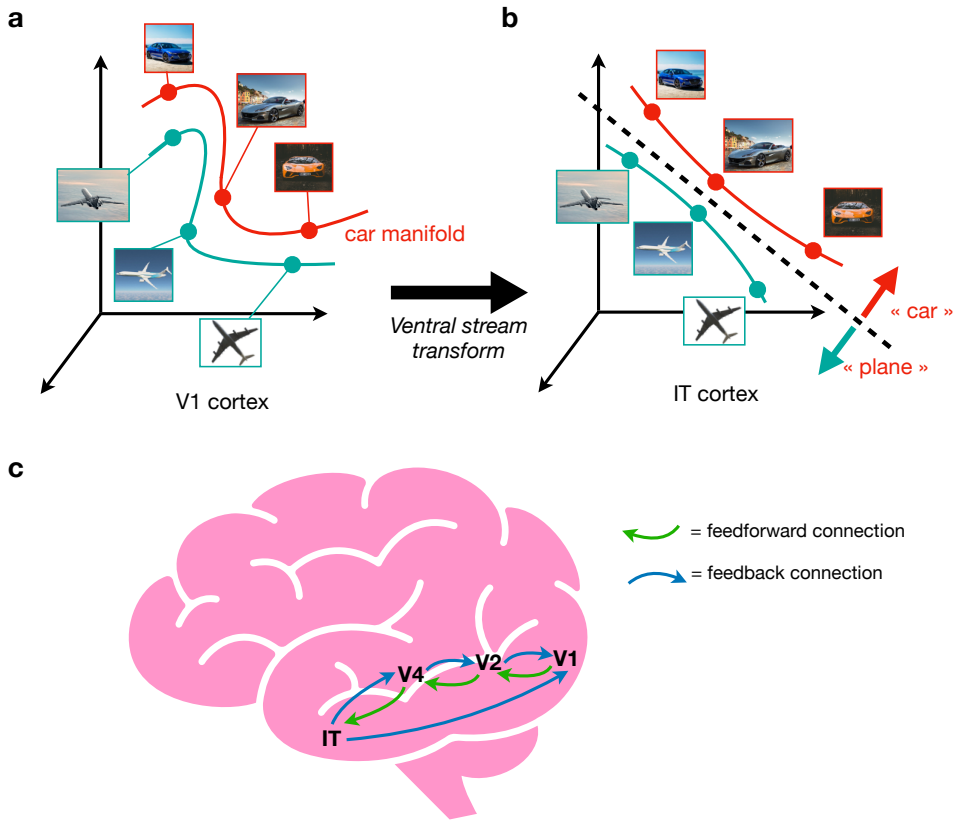 a
b
car manifold
Ventral stream
transform
« car »
« plane »
V1 cortex
IT cortex
c
= feedforward connection
= feedback connection
V4
V2
V1
IT